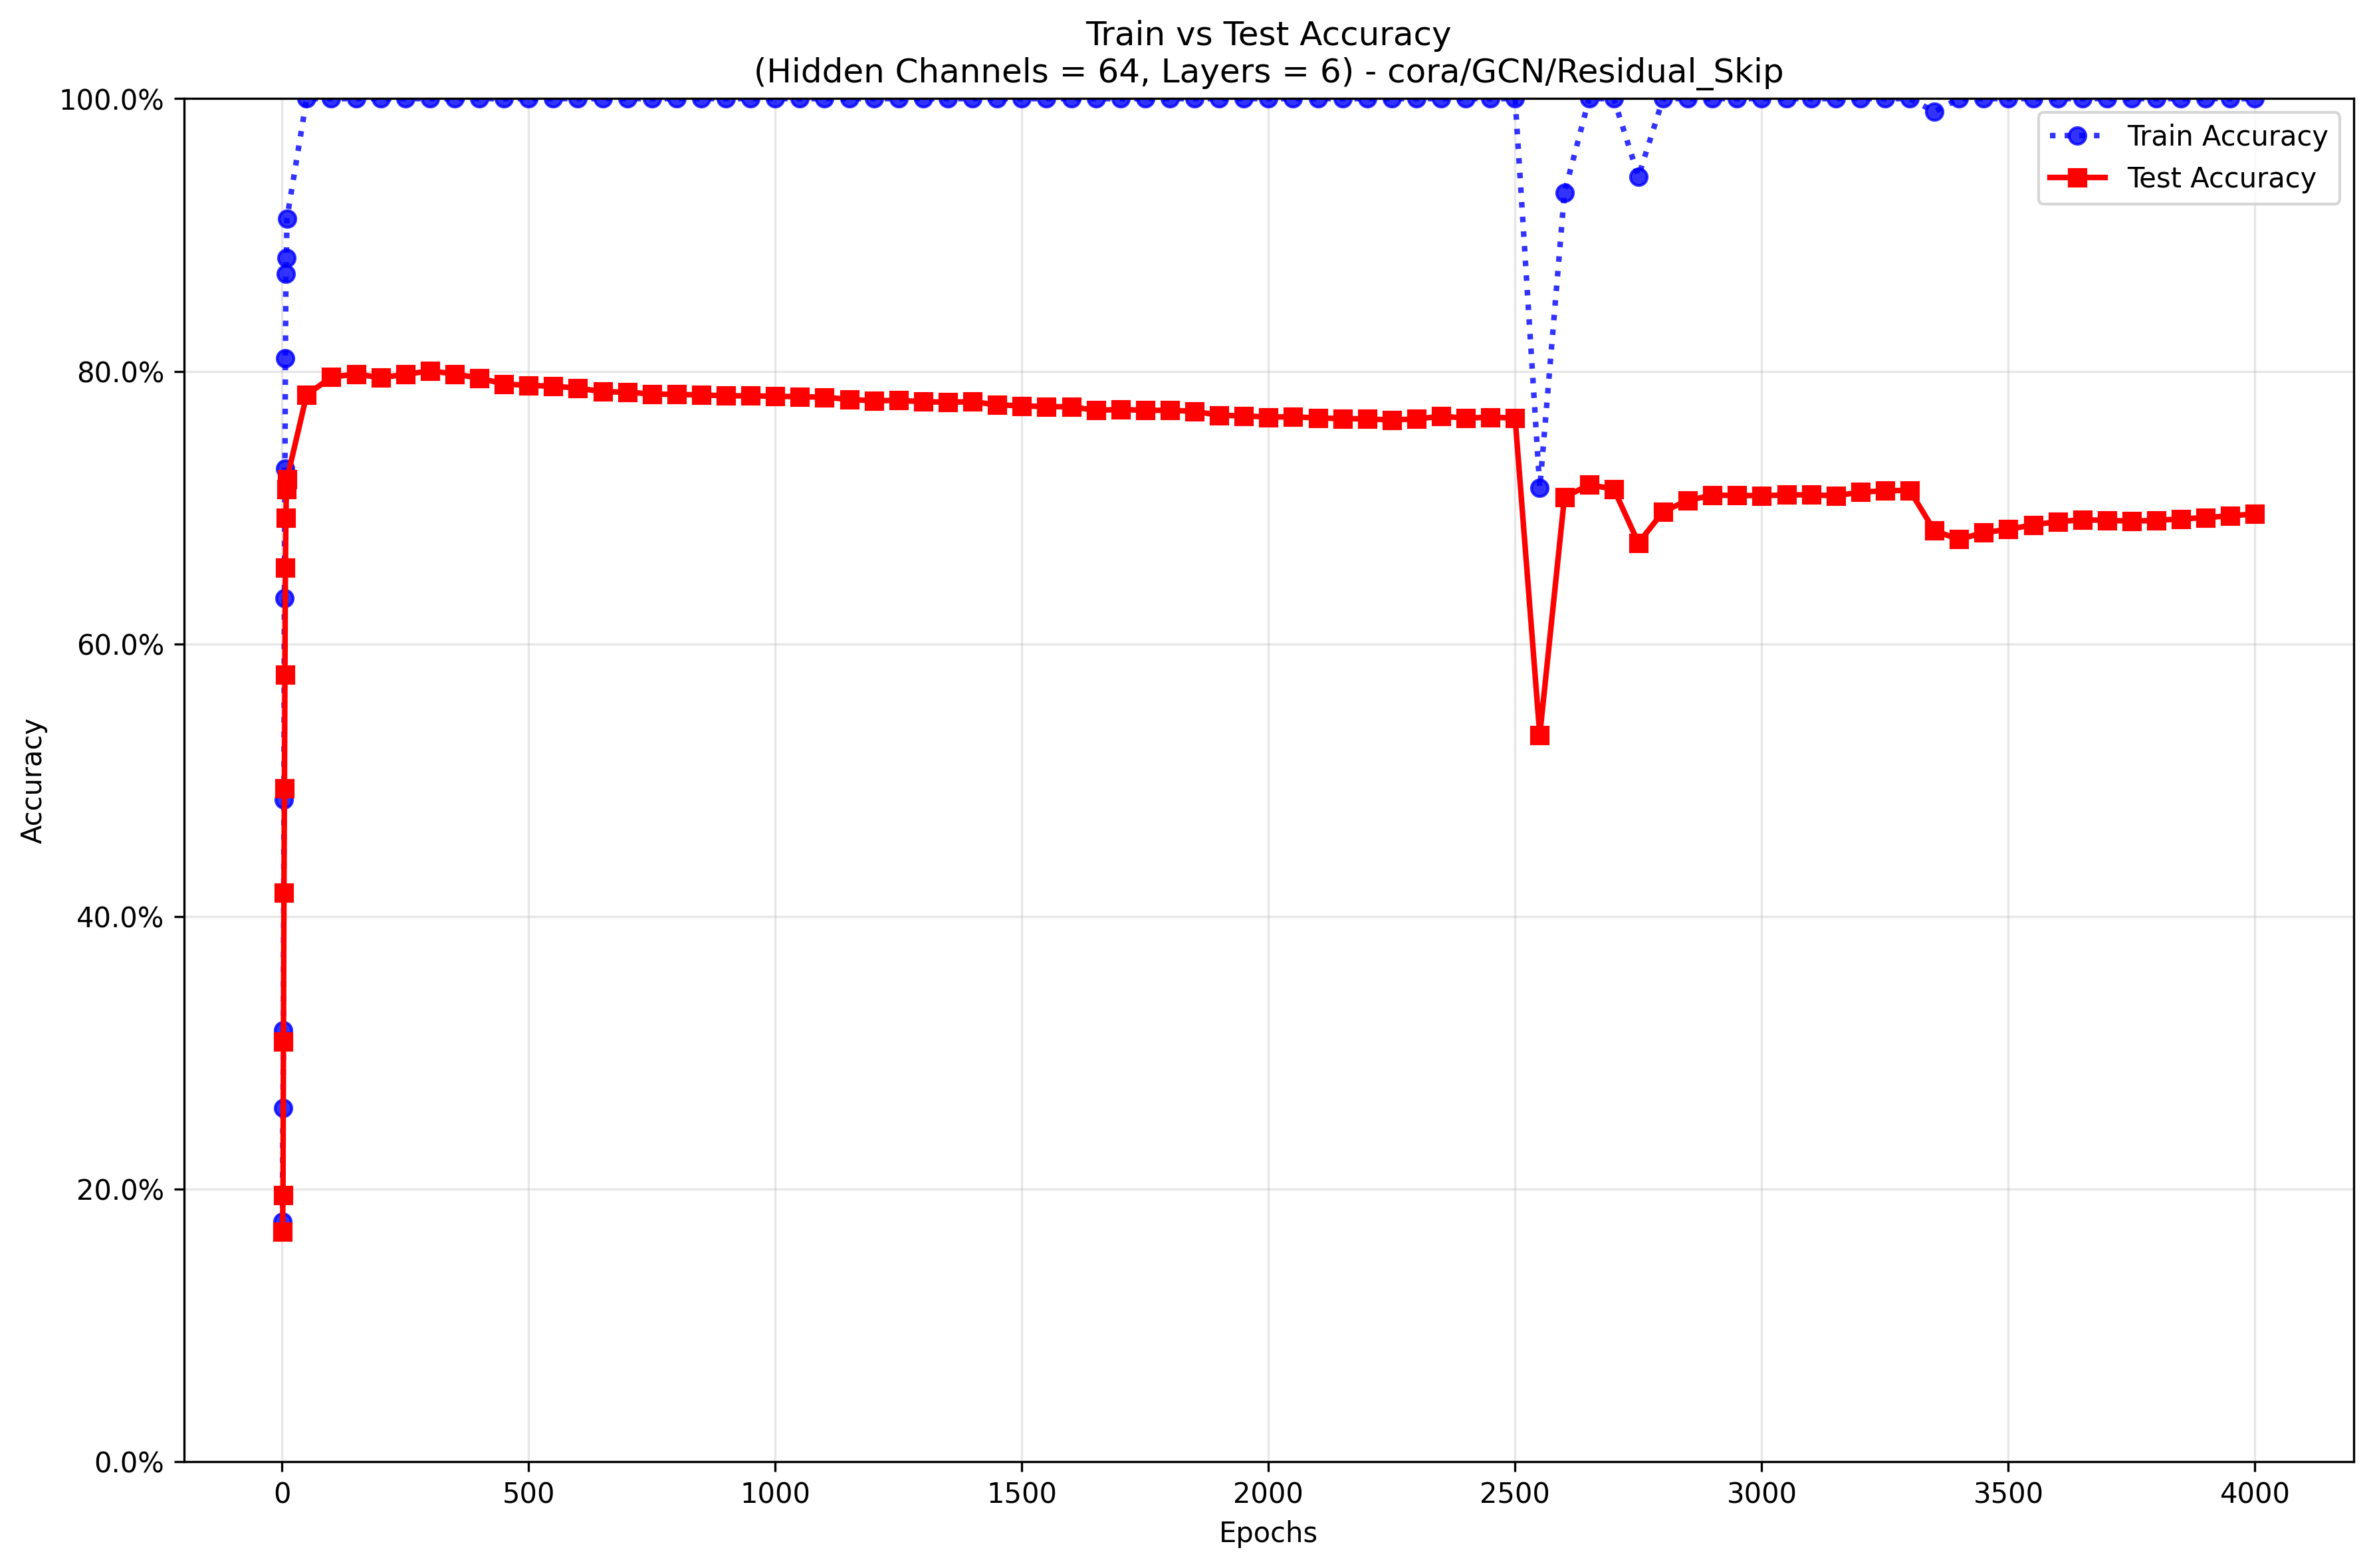 Train vs Test Accuracy
(Hidden Channels = 64, Layers = 6) - cora/GCN/Residual_Skip
100.0%
80.0%
60.0%
40.0%
20.0%
0.0%
Accuracy
Train Accuracy
Test Accuracy
0 500 1000 1500 2000 2500 3000 3500 4000
Epochs